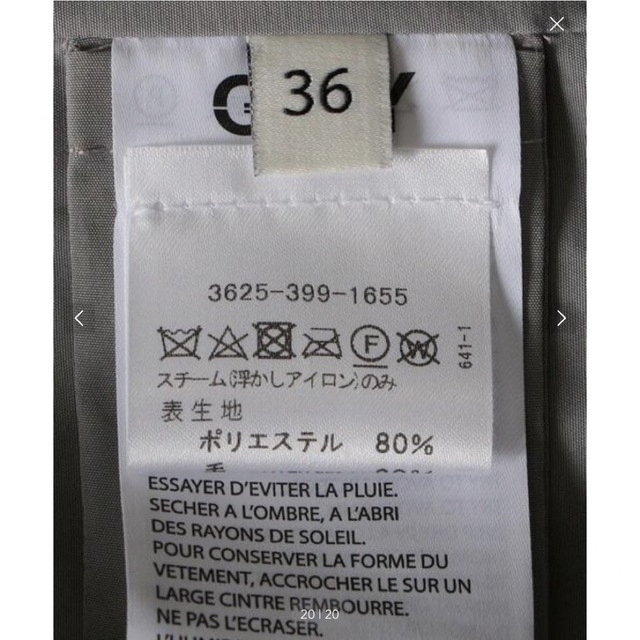 36
G Y
3625-399-1655
F
W
641-1
スチーム(浮かしアイロン)のみ
表生地
ポリエステル 80%
ESSAYER D'EVITER LA PLUIE.
SECHER A L'OMBRE, A L'ABRI
DES RAYONS DE SOLEIL.
POUR CONSERVER LA FORME DU
VETEMENT, ACCROCHER LE SUR UN
LARGE CINTRE REMBOURRE.
NE PAS L'ECRASER.
20 | 20